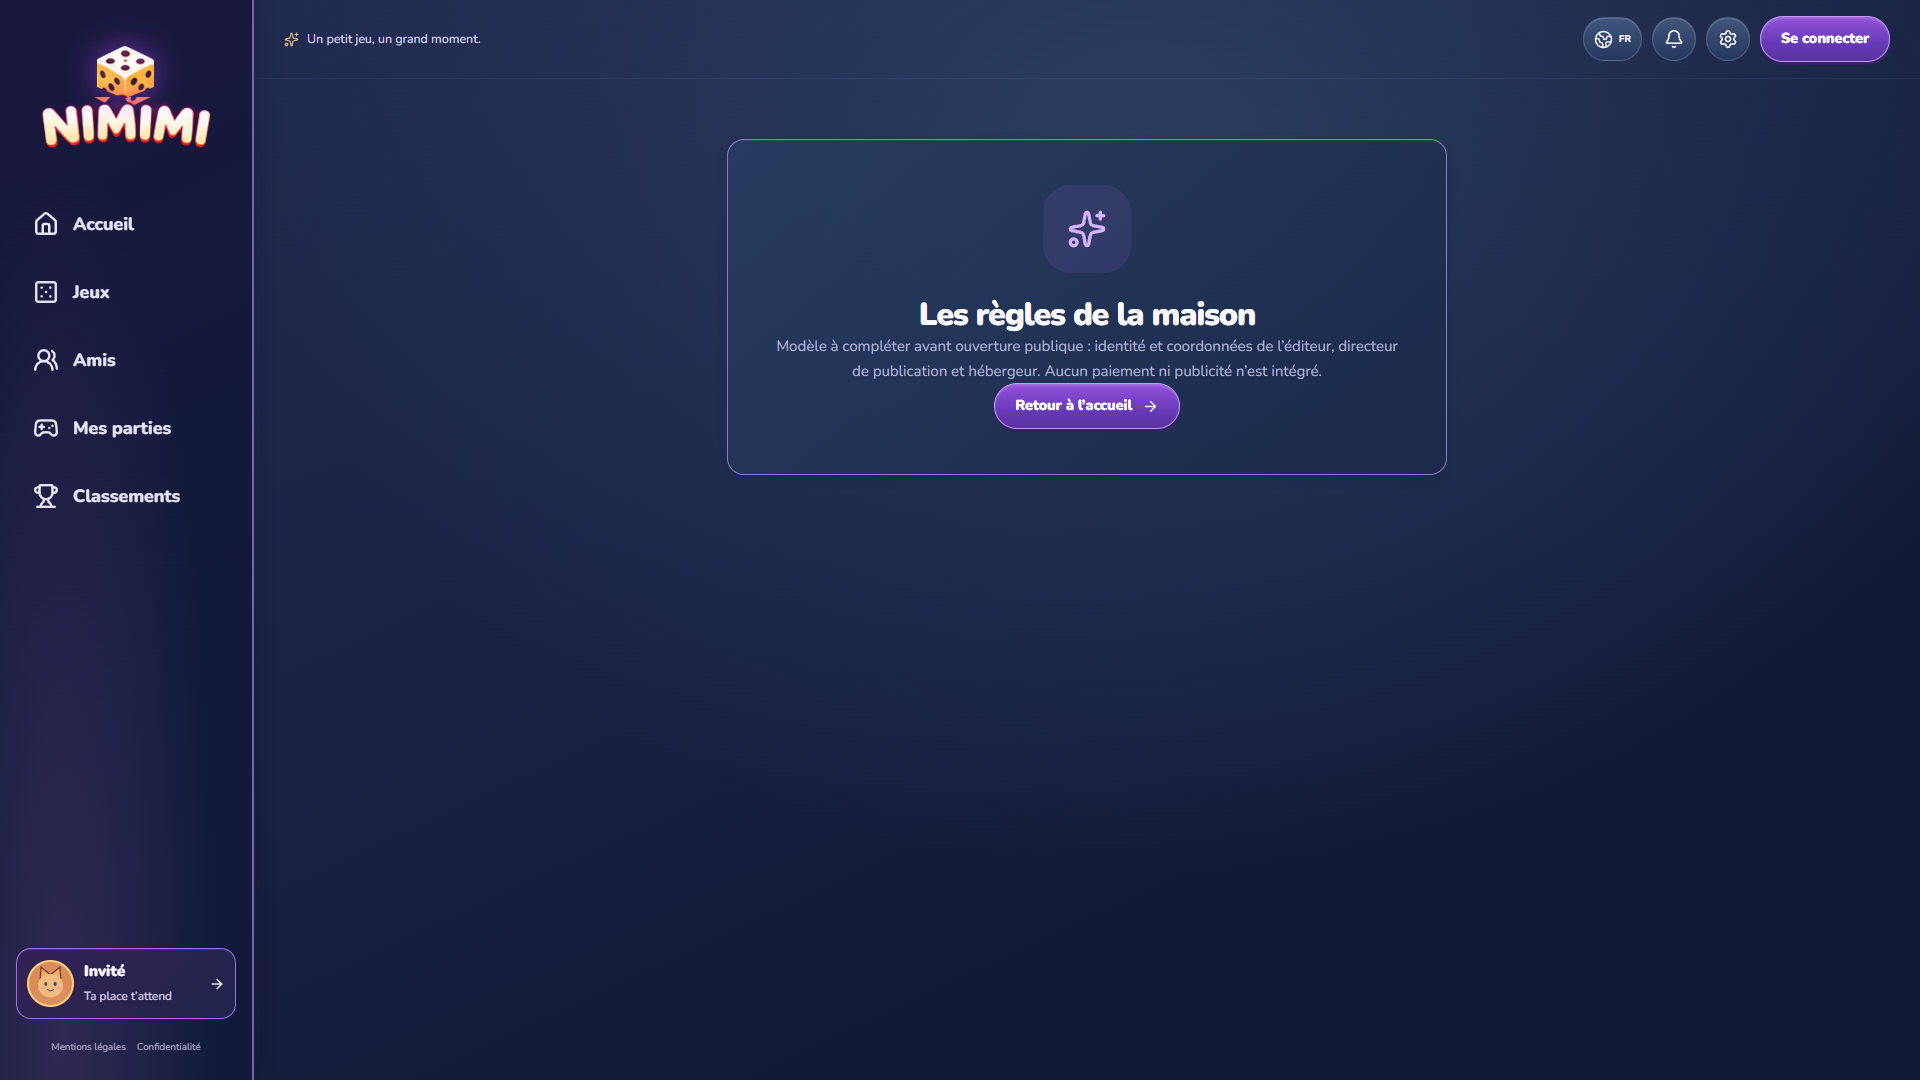 NIMIMI
Accueil
Jeux
Amis
Mes parties
Classements
Invité
Ta place t’attend
Mentions légales Confidentialité
Un petit jeu, un grand moment.
FR
Se connecter
Les règles de la maison
Modèle à compléter avant ouverture publique : identité et coordonnées de l’éditeur, directeur
de publication et hébergeur. Aucun paiement ni publicité n’est intégré.
Retour à l’accueil